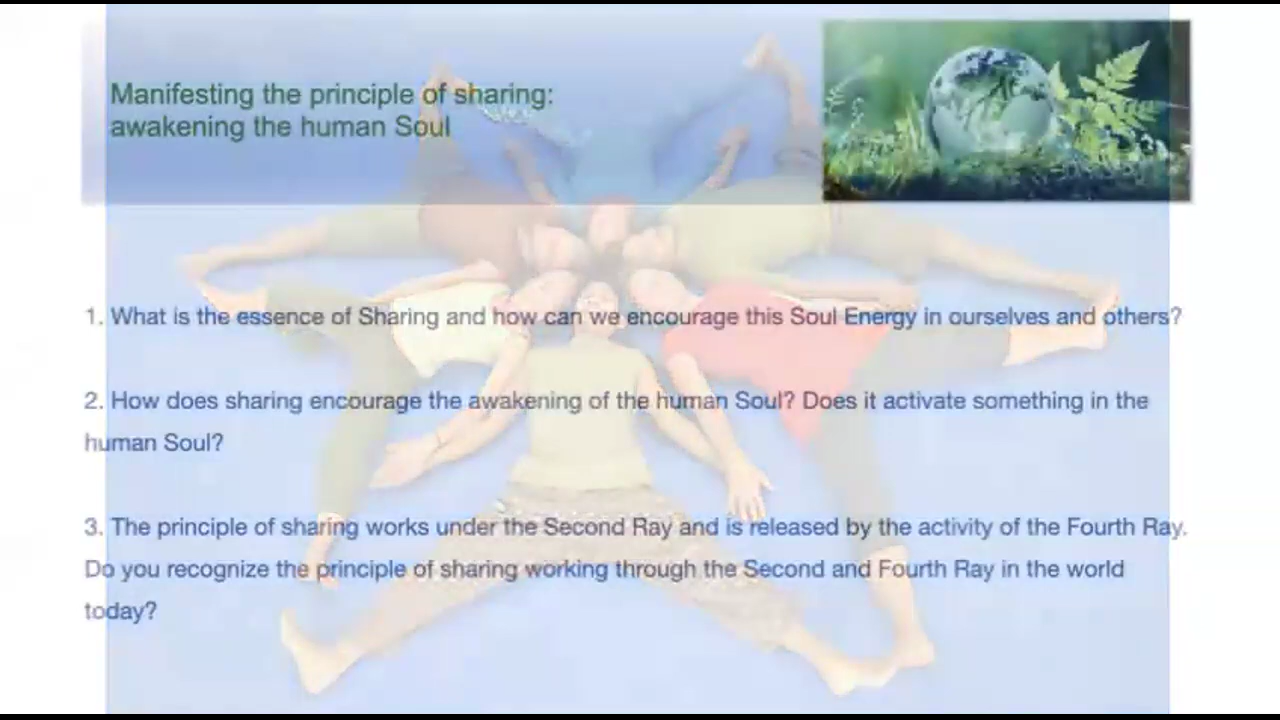 Manifesting the principle of sharing:
awakening the human Soul
1. What is the essence of Sharing and how can we encourage this Soul Energy in ourselves and others?
2. How does sharing encourage the awakening of the human Soul? Does it activate something in the
human Soul?
3. The principle of sharing works under the Second Ray and is released by the activity of the Fourth Ray.
Do you recognize the principle of sharing working through the Second and Fourth Ray in the world
today?